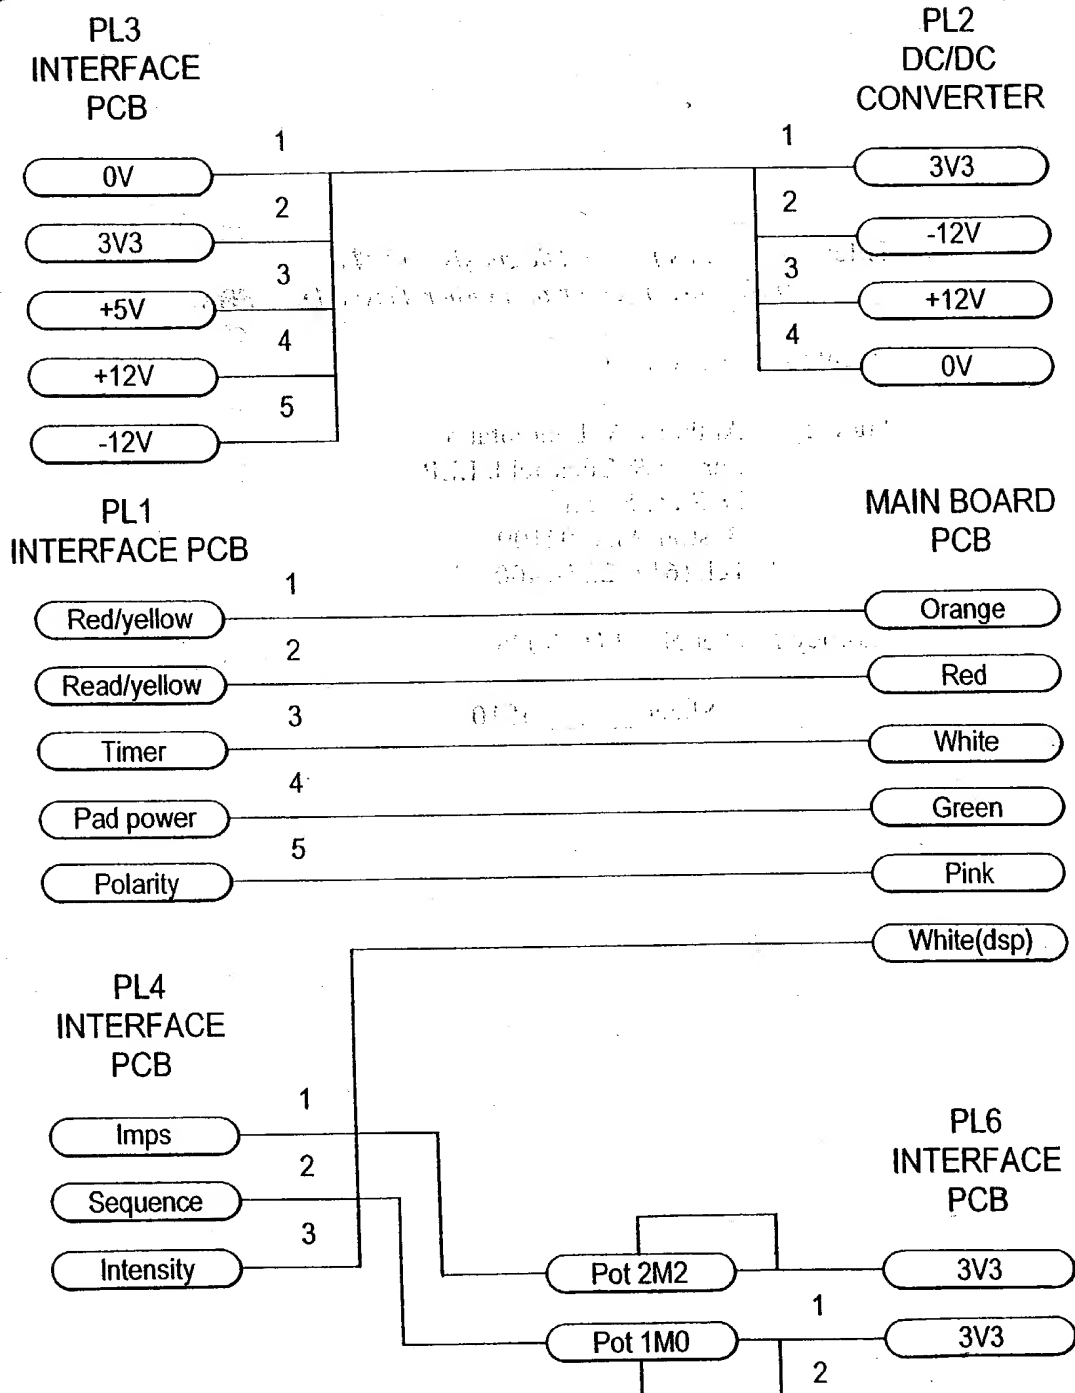 PL3
INTERFACE
PCB
PL2
DC/DC
CONVERTER
1
0V
2
3V3
3
+5V
4
+12V
5
-12V
1
3V3
2
-12V
3
+12V
4
0V
PL1
INTERFACE PCB
MAIN BOARD
PCB
1
Red/yellow
Orange
2
Read/yellow
Red
3
Timer
White
4
Pad power
Green
5
Polarity
Pink
White(dsp)
PL4
INTERFACE
PCB
1
Imps
2
Sequence
3
Intensity
PL6
INTERFACE
PCB
Pot 2M2
3V3
1
Pot 1M0
3V3
2